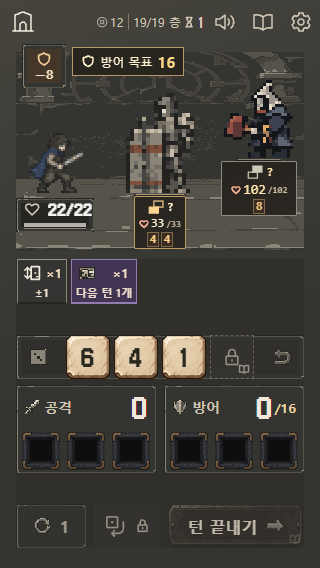 12 19/19 층 1
-8 방어 목표 16
?
102/102
8
22/22
?
33/33
4 4
×1
±1
×1
다음 턴 1개
6 4 1
공격 0
방어 0/16
1
턴 끝내기